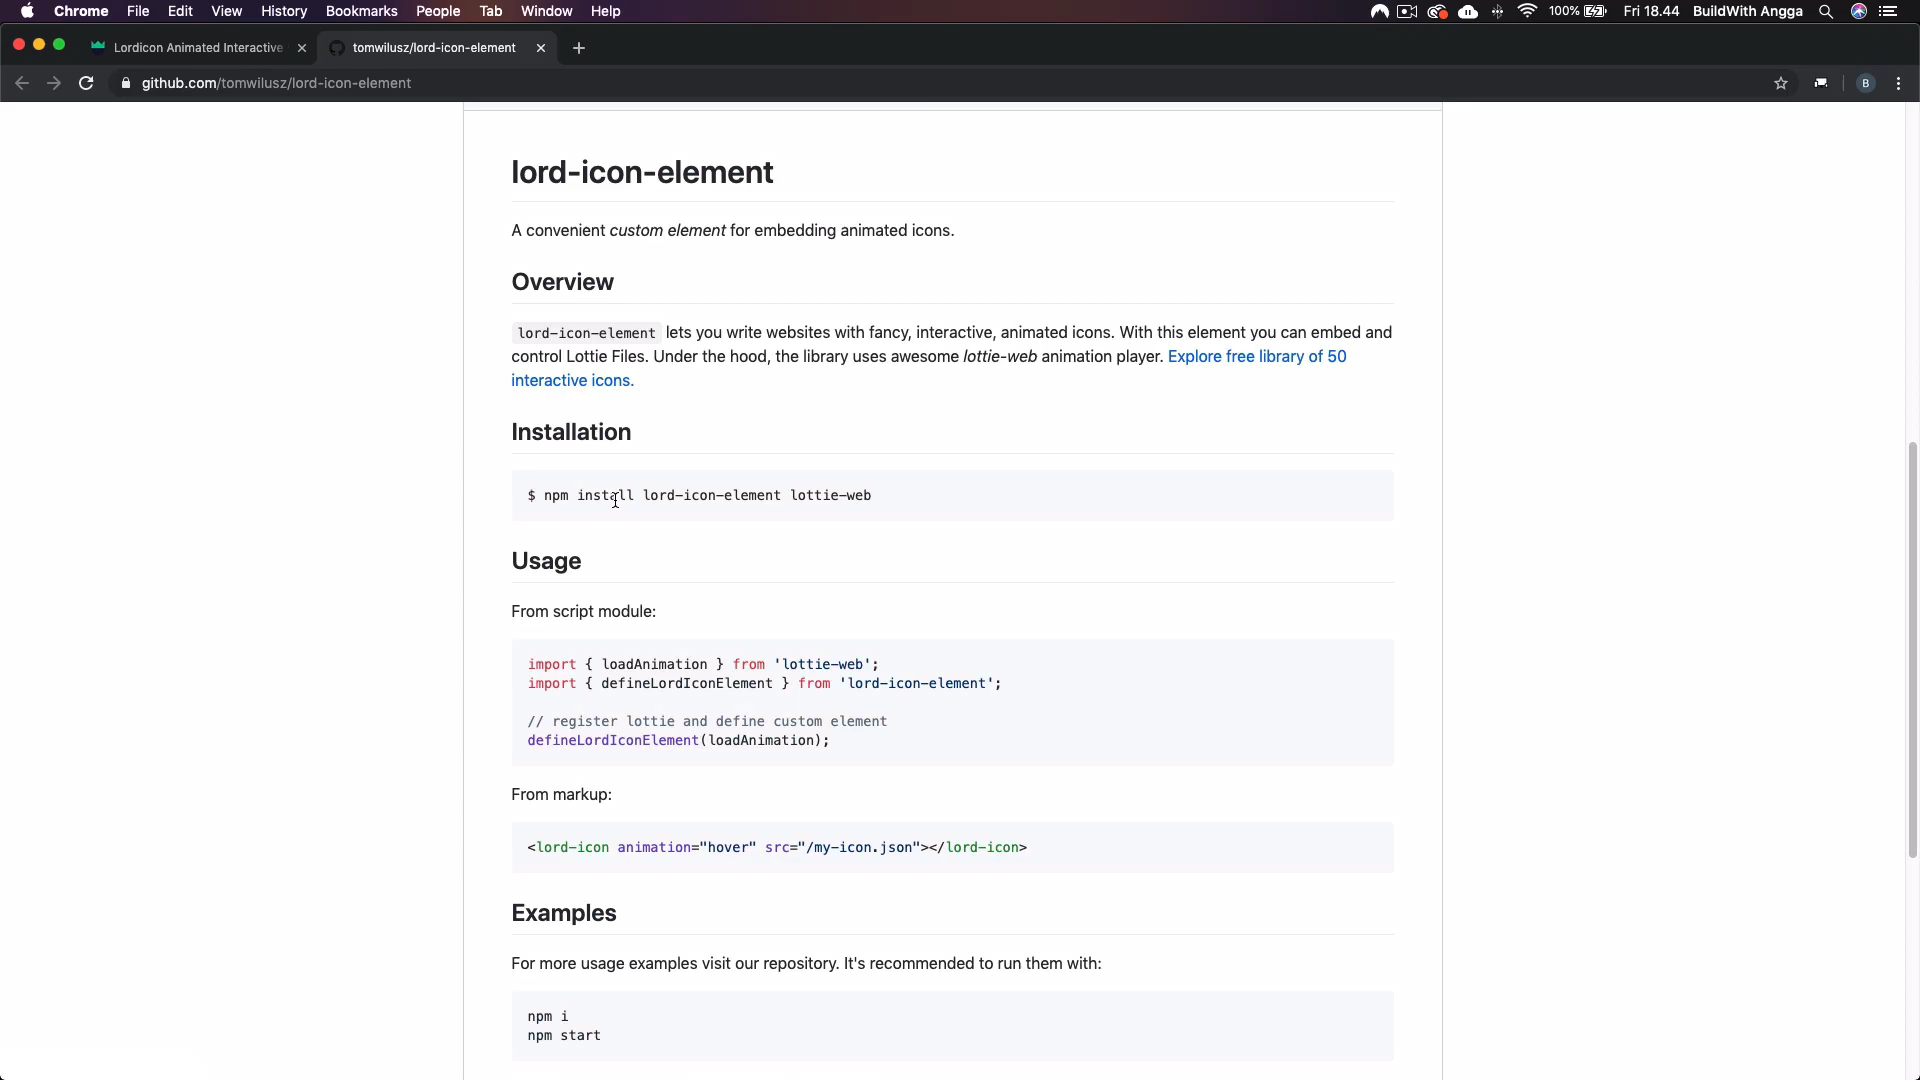 Chrome File Edit View History Bookmarks People Tab Window Help 100% Fri 18.44 BuildWith Angga
Lordicon Animated Interactive
tomwilusz/lord-icon-element
github.com/tomwilusz/lord-icon-element
B
lord-icon-element
A convenient custom element for embedding animated icons.
Overview
lord-icon-element lets you write websites with fancy, interactive, animated icons. With this element you can embed and
control Lottie Files. Under the hood, the library uses awesome lottie-web animation player. Explore free library of 50
interactive icons.
Installation
$ npm install lord-icon-element lottie-web
Usage
From script module:
import { loadAnimation } from 'lottie-web';
import { defineLordIconElement } from 'lord-icon-element';
// register lottie and define custom element
defineLordIconElement(loadAnimation);
From markup:
<lord-icon animation="hover" src="/my-icon.json"></lord-icon>
Examples
For more usage examples visit our repository. It's recommended to run them with:
npm i
npm start